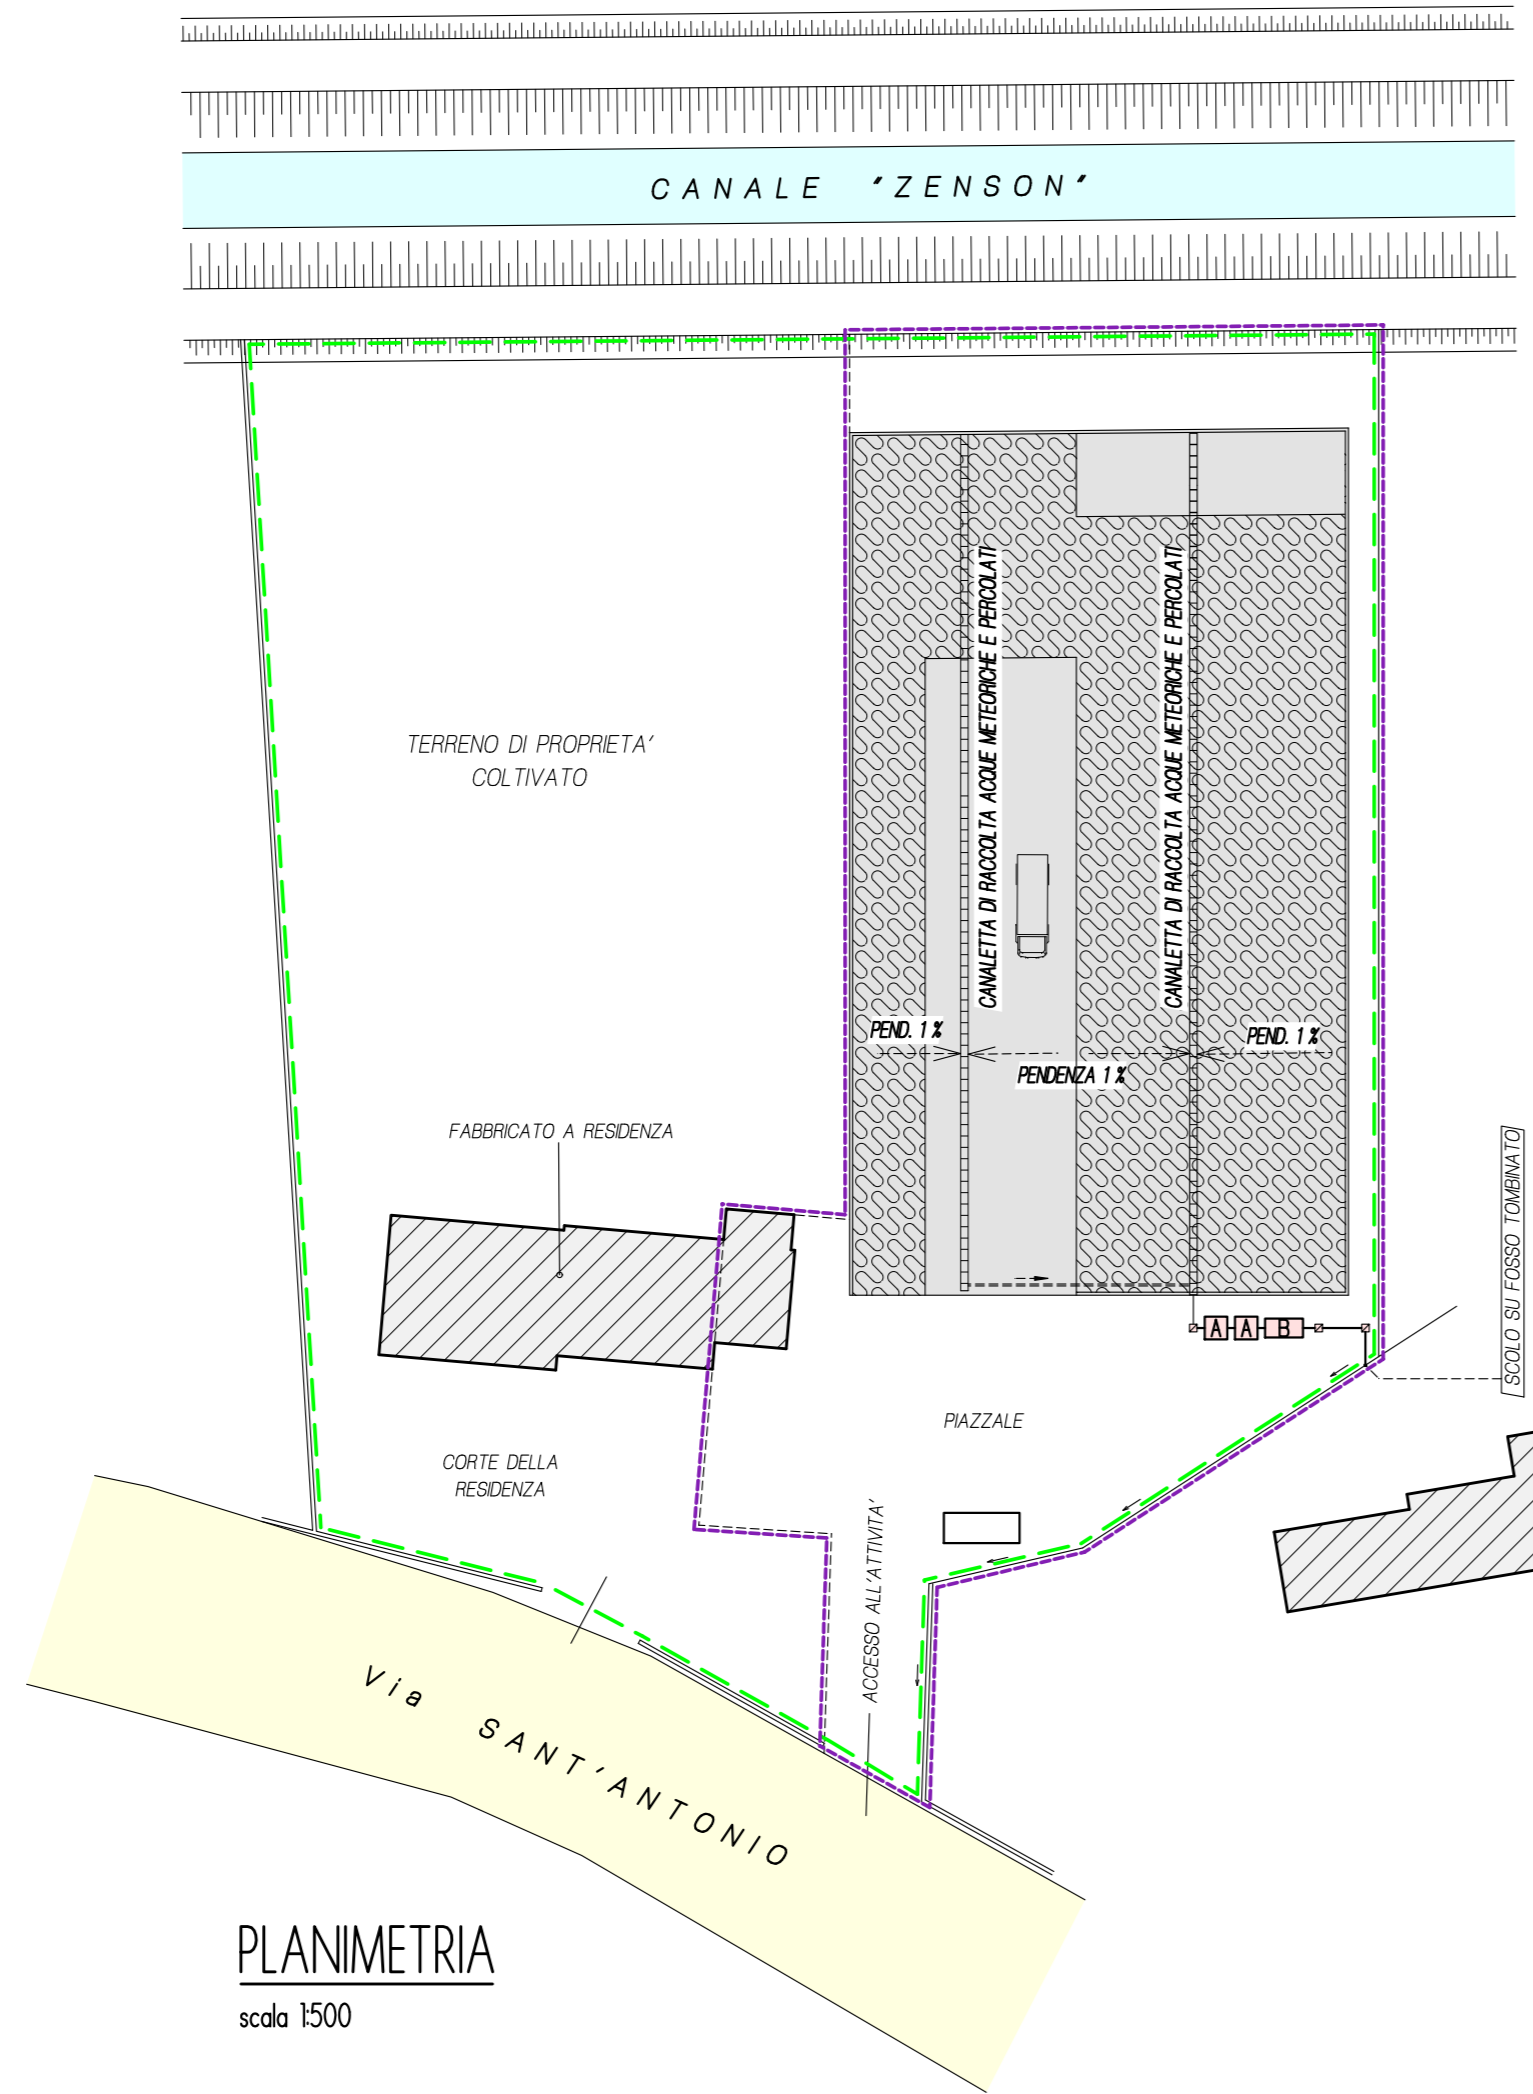 CANALE "ZENSON"
CANALETTA DI RACCOLTA ACQUE METEORICHE E PERCOLATI
CANALETTA DI RACCOLTA ACQUE METEORICHE E PERCOLATI
TERRENO DI PROPRIETA'
COLTIVATO
PEND. 1 %
PEND. 1 %
PENDENZA 1 %
FABBRICATO A RESIDENZA
SCOLO SU FOSSO TOMBINATO
A A B
PIAZZALE
CORTE DELLA
RESIDENZA
ACCESSO ALL'ATTIVITA'
Via SANT'ANTONIO
PLANIMETRIA
scala 1:500